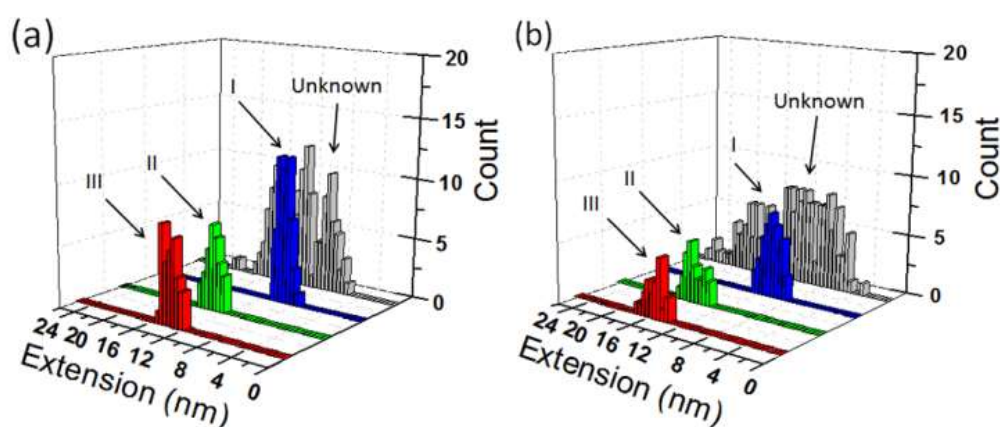 (a)
I
Unknown
II
III
20
15
10
5
0
Count
24 20 16 12 8 4 0
Extension (nm)
(b)
Unknown
I
II
III
20
15
10
5
0
Count
24 20 16 12 8 4 0
Extension (nm)